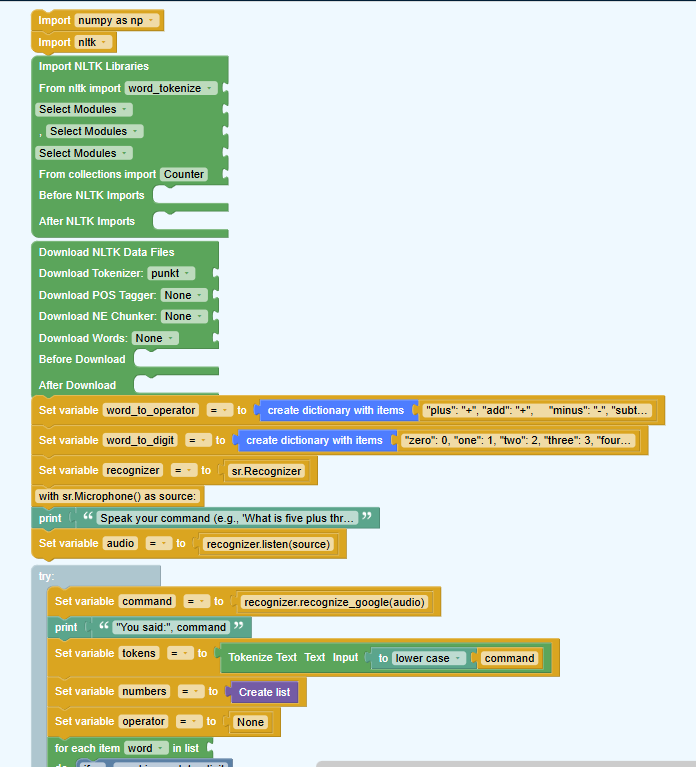 Import numpy as np
Import nltk
Import NLTK Libraries
From nltk import word_tokenize
Select Modules
, Select Modules
Select Modules
From collections import Counter
Before NLTK Imports
After NLTK Imports
Download NLTK Data Files
Download Tokenizer: punkt
Download POS Tagger: None
Download NE Chunker: None
Download Words: None
Before Download
After Download
Set variable word_to_operator = to create dictionary with items "plus": "+", "add": "+", "minus": "-", "subt...
Set variable word_to_digit = to create dictionary with items "zero": 0, "one": 1, "two": 2, "three": 3, "four...
Set variable recognizer = to sr.Recognizer
with sr.Microphone() as source:
print “ Speak your command (e.g., 'What is five plus thr... ”
Set variable audio = to recognizer.listen(source)
try:
Set variable command = to recognizer.recognize_google(audio)
print “ "You said:", command ”
Set variable tokens = to Tokenize Text Text Input to lower case command
Set variable numbers = to Create list
Set variable operator = to None
for each item word in list